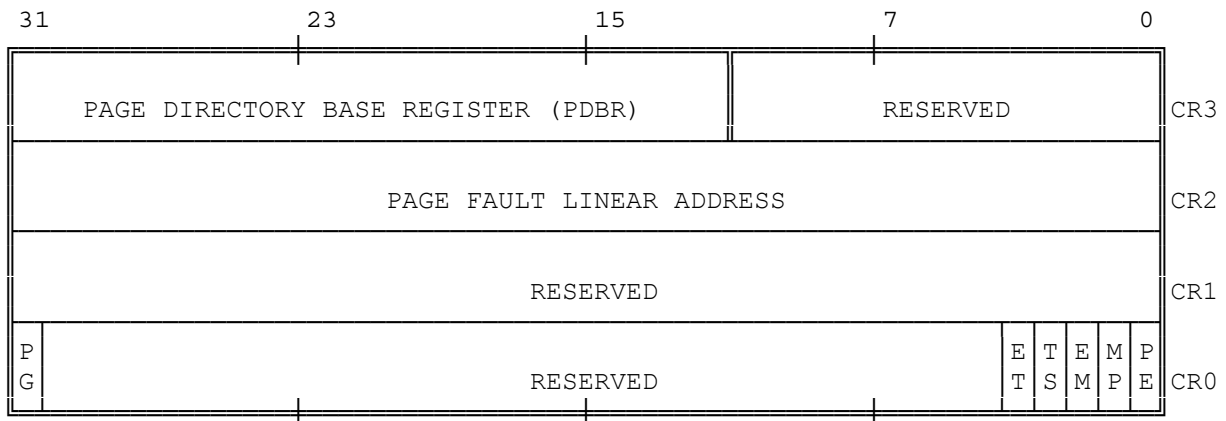 31 23 15 7 0
PAGE DIRECTORY BASE REGISTER (PDBR) RESERVED CR3
PAGE FAULT LINEAR ADDRESS CR2
RESERVED CR1
P E T E M P
G RESERVED T S M P E CR0